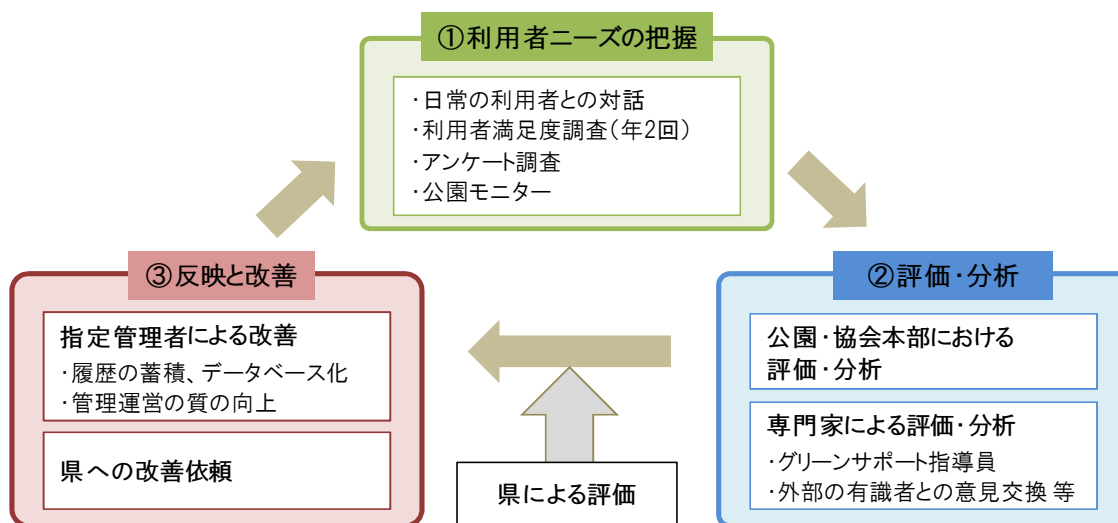 ①利用者ニーズの把握
・日常の利用者との対話
・利用者満足度調査（年2回）
・アンケート調査
・公園モニター
②評価・分析
公園・協会本部における
評価・分析
専門家による評価・分析
・グリーンサポート指導員
・外部の有識者との意見交換 等
県による評価
③反映と改善
指定管理者による改善
・履歴の蓄積、データベース化
・管理運営の質の向上
県への改善依頼